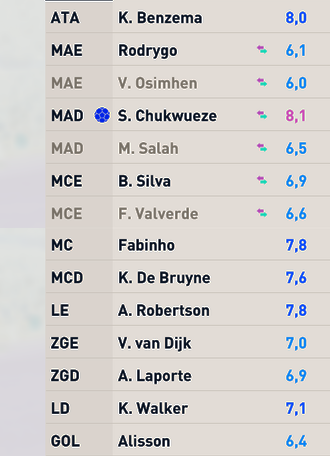 ATA K. Benzema 8,0
MAE Rodrygo 6,1
MAE V. Osimhen 6,0
MAD S. Chukwueze 8,1
MAD M. Salah 6,5
MCE B. Silva 6,9
MCE F. Valverde 6,6
MC Fabinho 7,8
MCD K. De Bruyne 7,6
LE A. Robertson 7,8
ZGE V. van Dijk 7,0
ZGD A. Laporte 6,9
LD K. Walker 7,1
GOL Alisson 6,4